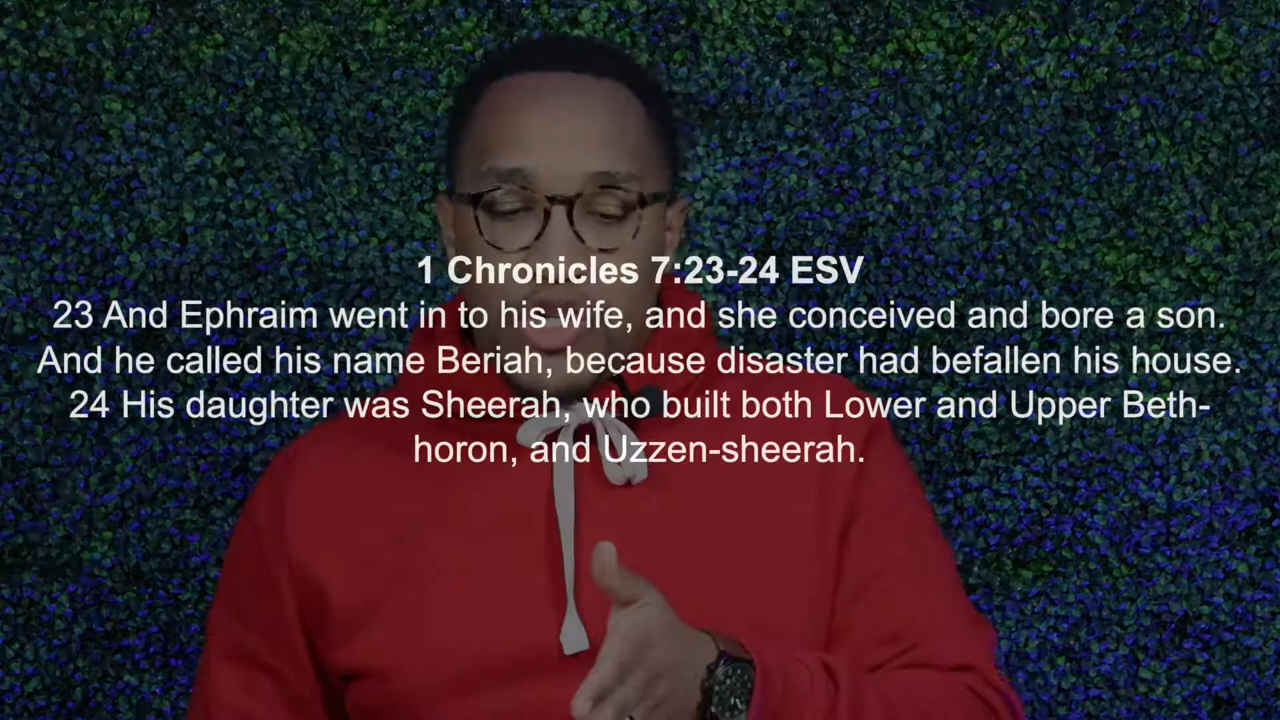 1 Chronicles 7:23-24 ESV
23 And Ephraim went in to his wife, and she conceived and bore a son.
And he called his name Beriah, because disaster had befallen his house.
24 His daughter was Sheerah, who built both Lower and Upper Beth-
horon, and Uzzen-sheerah.